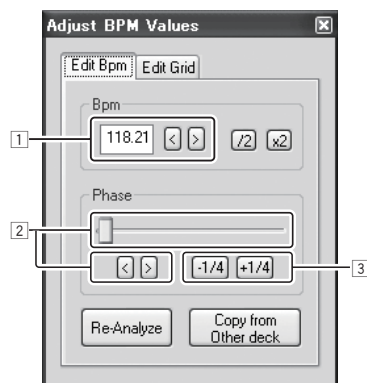 Adjust BPM Values
Edit Bpm Edit Grid
Bpm
1 118.21 < > /2 x2
Phase
2
< > -1/4 +1/4 3
Re-Analyze Copy from
Other deck